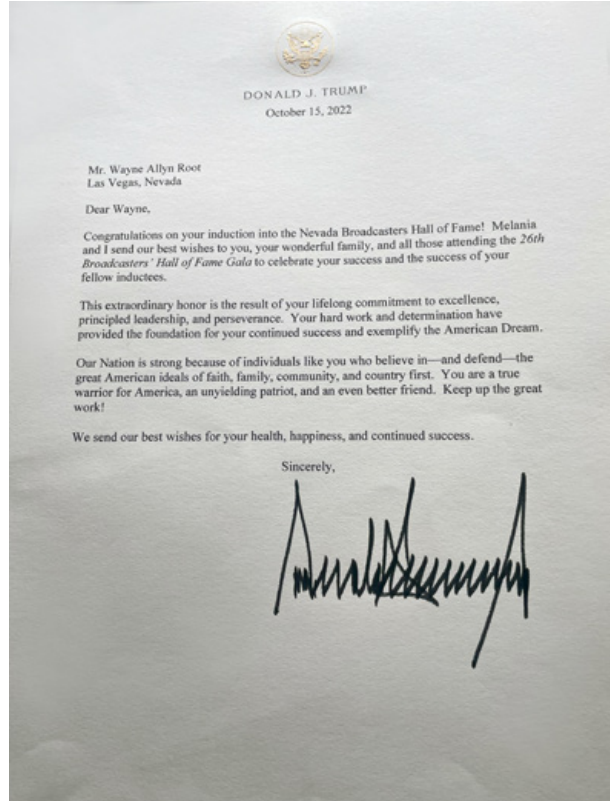 DONALD J. TRUMP
October 15, 2022
Mr. Wayne Allyn Root
Las Vegas, Nevada
Dear Wayne,
Congratulations on your induction into the Nevada Broadcasters Hall of Fame!  Melania
and I send our best wishes to you, your wonderful family, and all those attending the 26th
Broadcasters' Hall of Fame Gala to celebrate your success and the success of your
fellow inductees.
This extraordinary honor is the result of your lifelong commitment to excellence,
principled leadership, and perseverance.  Your hard work and determination have
provided the foundation for your continued success and exemplify the American Dream.
Our Nation is strong because of individuals like you who believe in—and defend—the
great American ideals of faith, family, community, and country first.  You are a true
warrior for America, an unyielding patriot, and an even better friend.  Keep up the great
work!
We send our best wishes for your health, happiness, and continued success.
Sincerely,